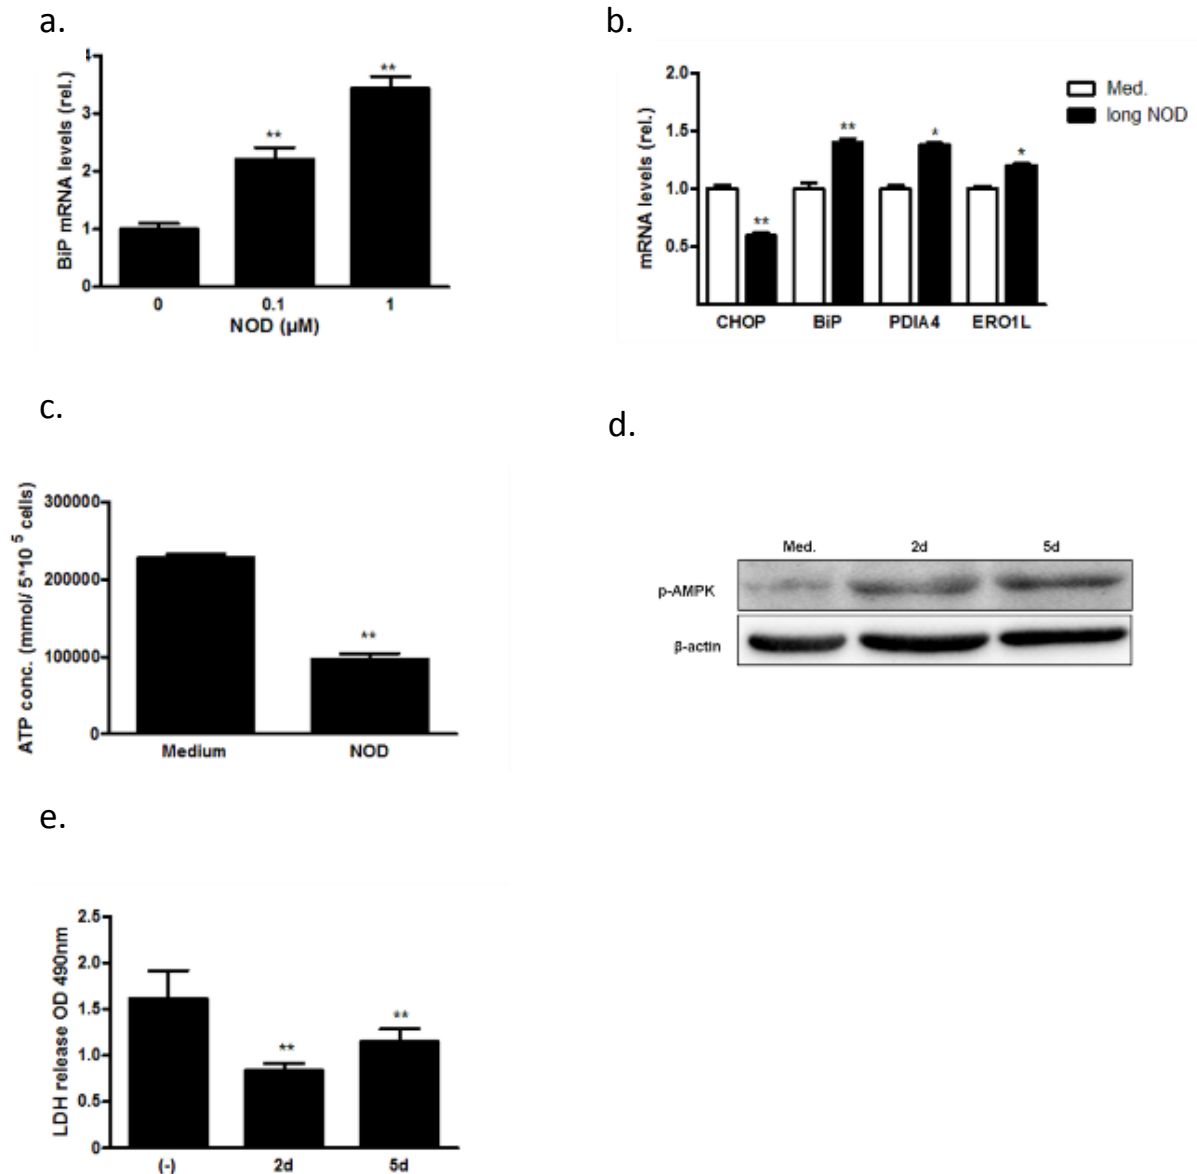 a.
BiP mRNA levels (rel.)
4
3
2
1
0
**
**
0 0.1 1
NOD (µM)
b.
mRNA levels (rel.)
2.0
1.5
1.0
0.5
**
**
*
*
CHOP BiP PDIA4 ERO1L
Med.
long NOD
c.
ATP conc. (mmol/ 5*10 5 cells)
300000
200000
100000
0
**
Medium NOD
d.
Med. 2d 5d
p-AMPK
β-actin
e.
LDH release OD 490nm
2.5
2.0
1.5
1.0
0.5
0
**
**
(-) 2d 5d